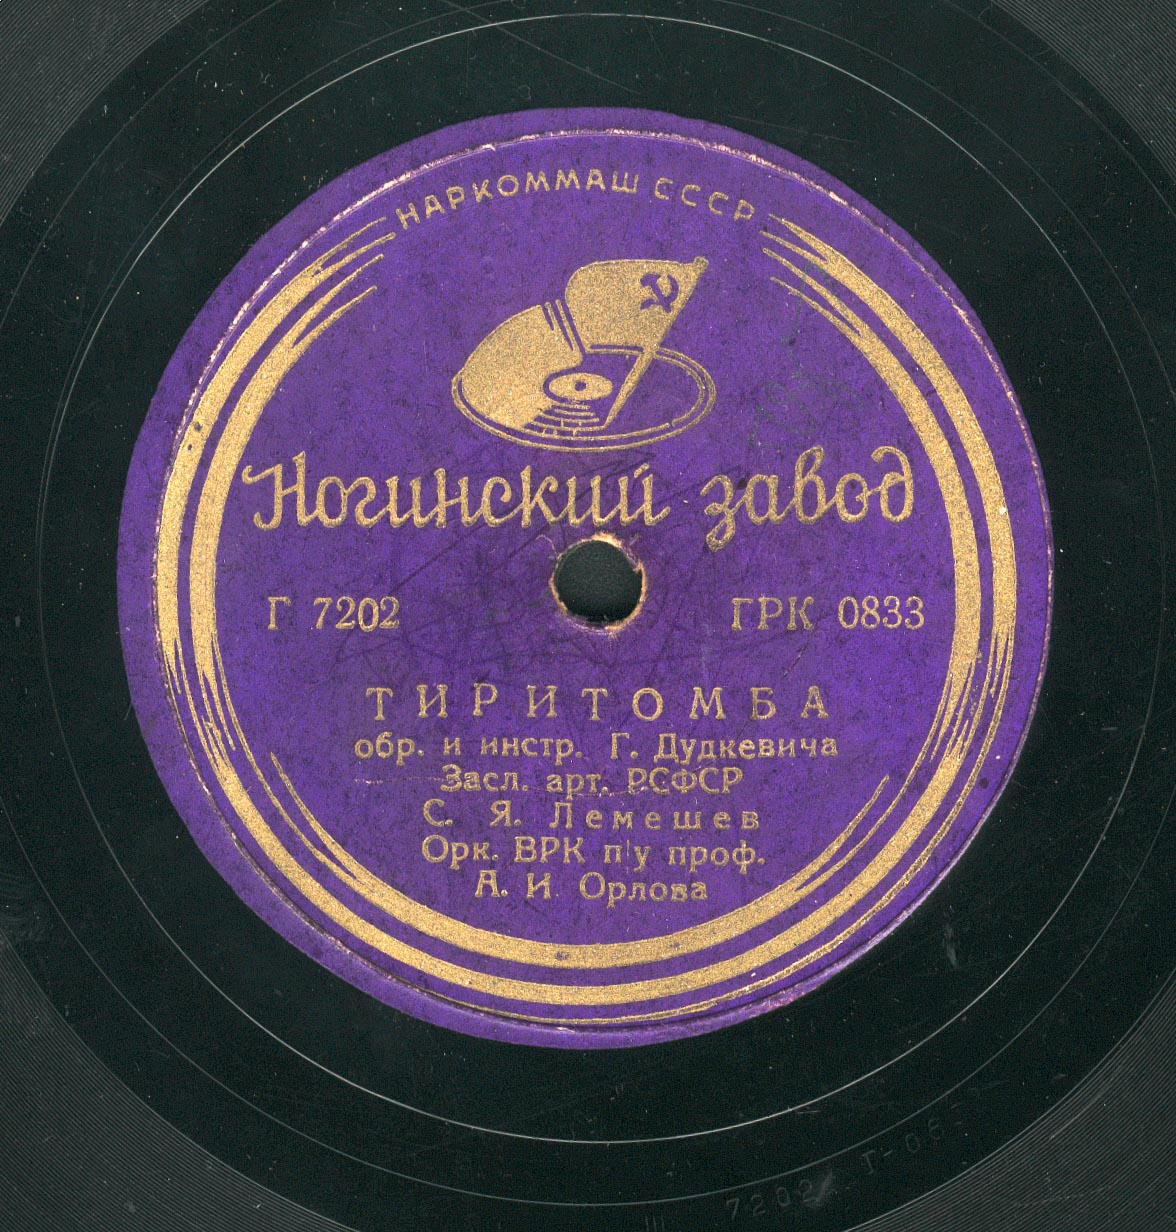 НАРКОММАШ СССР
Ногинский завод
Г 7202 ГРК 0833
ТИРИТОМБА
обр. и инстр. Г. Дудкевича
Засл. арт. РСФСР
С. Я. Лемешев
Орк. ВРК п/у проф.
А. И. Орлова
7202